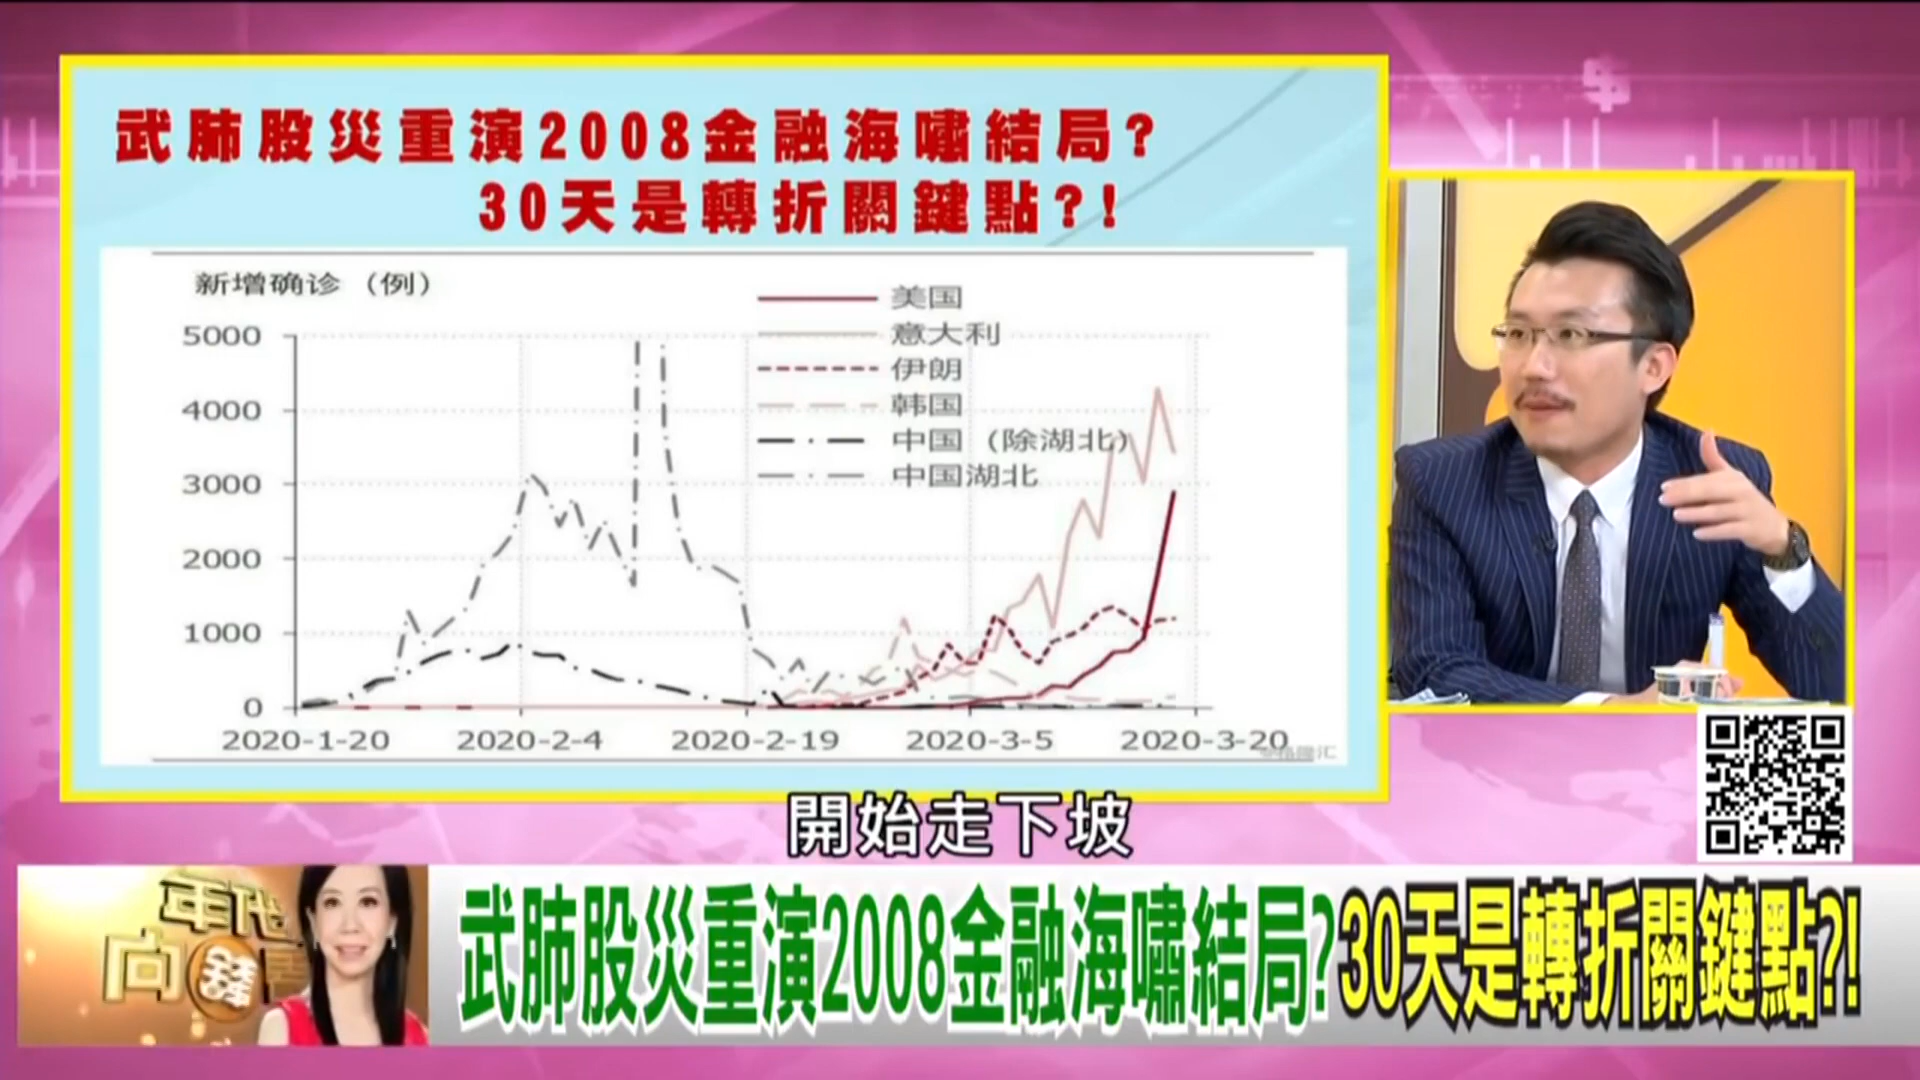 武肺股災重演2008金融海嘯結局?
30天是轉折關鍵點?!
新增确诊（例）
美国
意大利
伊朗
韩国
中国（除湖北）
中国湖北
5000
4000
3000
2000
1000
0
2020-1-20 2020-2-4 2020-2-19 2020-3-5 2020-3-20
格隆汇
開始走下坡
年代
向錢
武肺股災重演2008金融海嘯結局?30天是轉折關鍵點?!